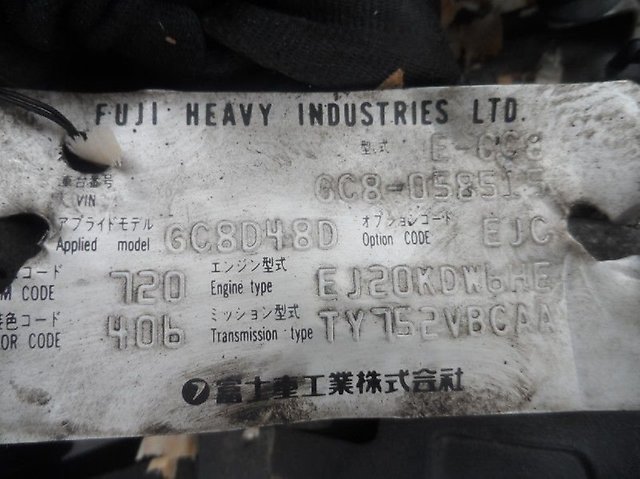 FUJI HEAVY INDUSTRIES LTD.
型式 E-GC8
車台番号 VIN GC8-058515
アプライドモデル Applied model GC8D48D オプションコード Option CODE EJC
コード M CODE 720 エンジン型式 Engine type EJ20KDW6HE
色コード OR CODE 406 ミッション型式 Transmission type TY752VBCAA
富士重工業株式会社